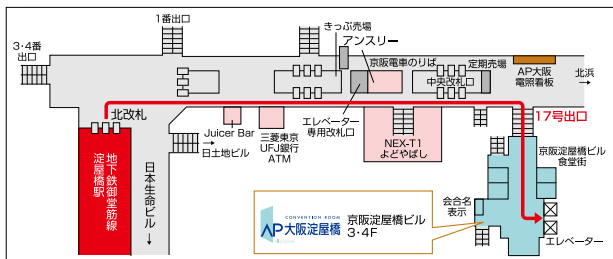 1番出口
きっぷ売場
アンスリー
3・4番
出口
京阪電車のりば
定期売場
中央改札口
AP大阪
電照看板
北浜
北改札
エレベーター
専用改札口
17号出口
Juicer Bar
日土地ビル
三菱東京
UFJ銀行
ATM
NEX-T1
よどやばし
地下鉄御堂筋線
淀屋橋駅
日本生命ビル
京阪淀屋橋ビル
食堂街
会合名
表示
CONVENTION ROOM
AP大阪淀屋橋
京阪淀屋橋ビル
3・4F
エレベーター